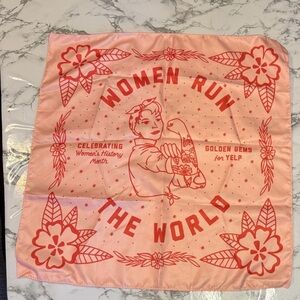 WOMEN RUN
CELEBRATING
Women's History
Month
GOLDEN GEMS
for YELP
THE WORLD